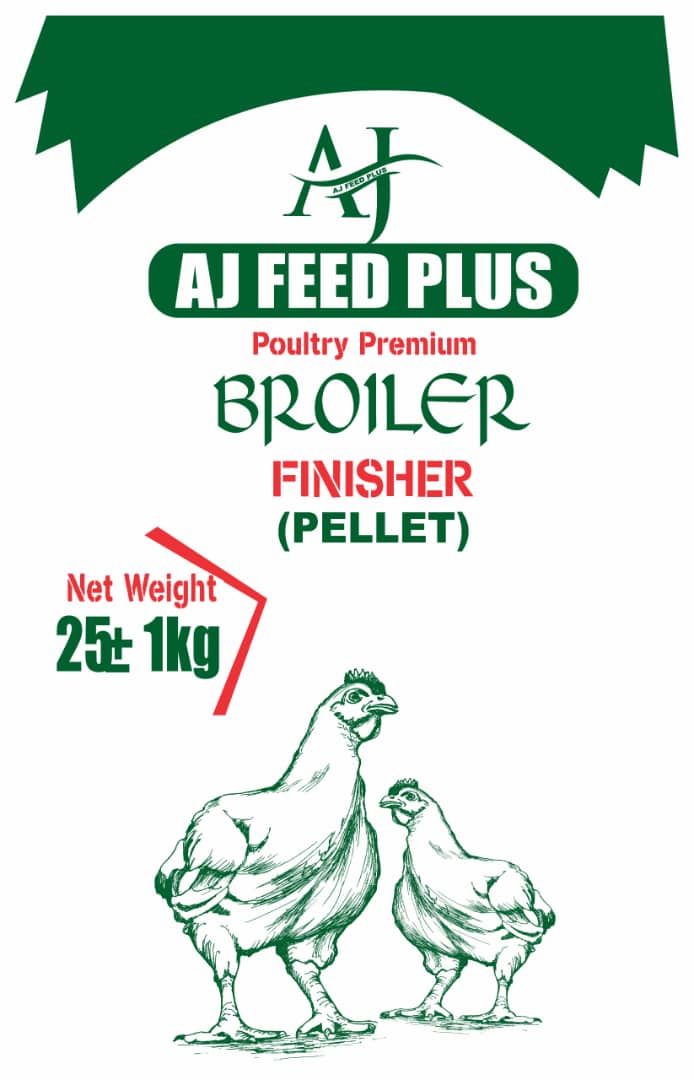 AJ
AJ FEED PLUS
AJ FEED PLUS
Poultry Premium
BROILER
FINISHER
(PELLET)
Net Weight
25± 1kg